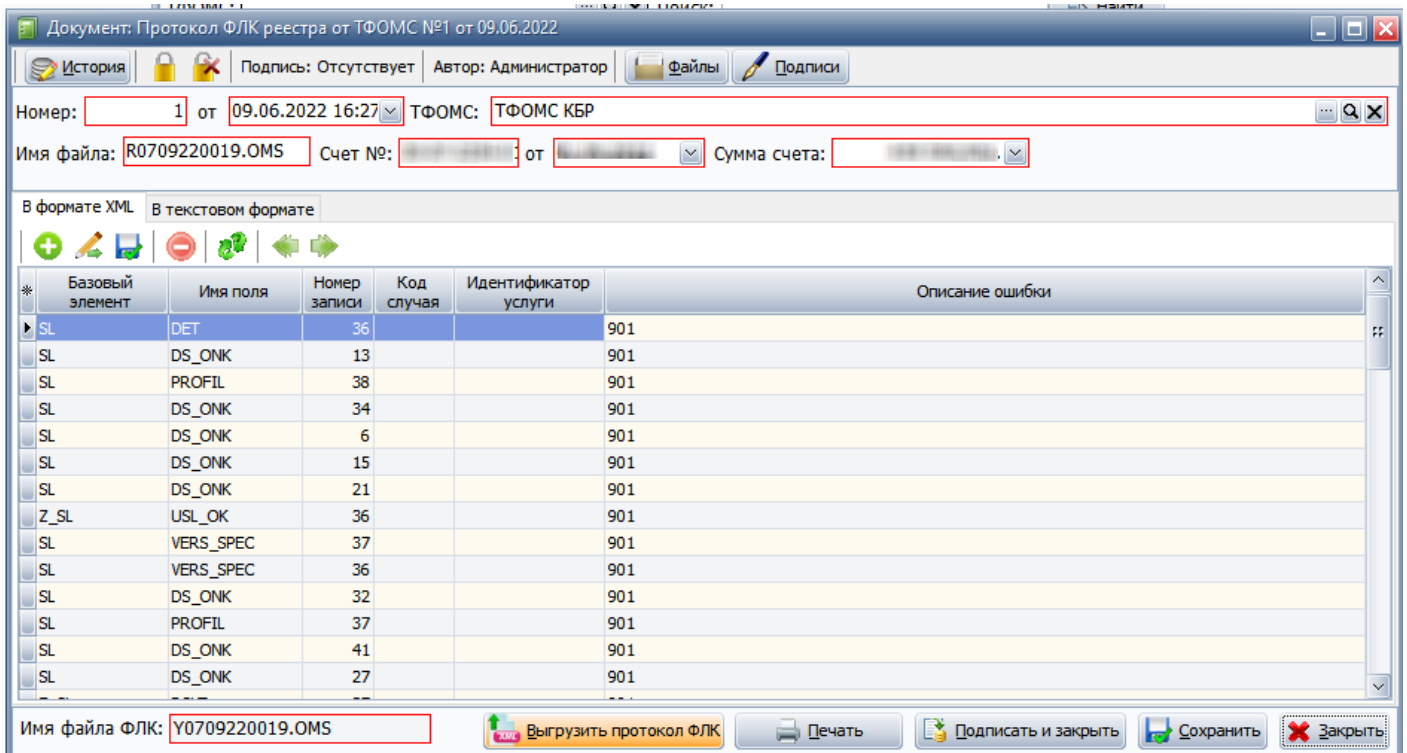 Документ: Протокол ФЛК реестра от ТФОМС №1 от 09.06.2022
История Подпись: Отсутствует Автор: Администратор Файлы Подписи
Номер: 1 от 09.06.2022 16:27 ТФОМС: ТФОМС КБР
Имя файла: R0709220019.OMS Счет №: от Сумма счета:
В формате XML В текстовом формате
Базовый элемент Имя поля Номер записи Код случая Идентификатор услуги Описание ошибки
SL DET 36 901
SL DS_ONK 13 901
SL PROFIL 38 901
SL DS_ONK 34 901
SL DS_ONK 6 901
SL DS_ONK 15 901
SL DS_ONK 21 901
Z_SL USL_OK 36 901
SL VERS_SPEC 37 901
SL VERS_SPEC 36 901
SL DS_ONK 32 901
SL PROFIL 37 901
SL DS_ONK 41 901
SL DS_ONK 27 901
Имя файла ФЛК: Y0709220019.OMS XML Выгрузить протокол ФЛК Печать Подписать и закрыть Сохранить Закрыть